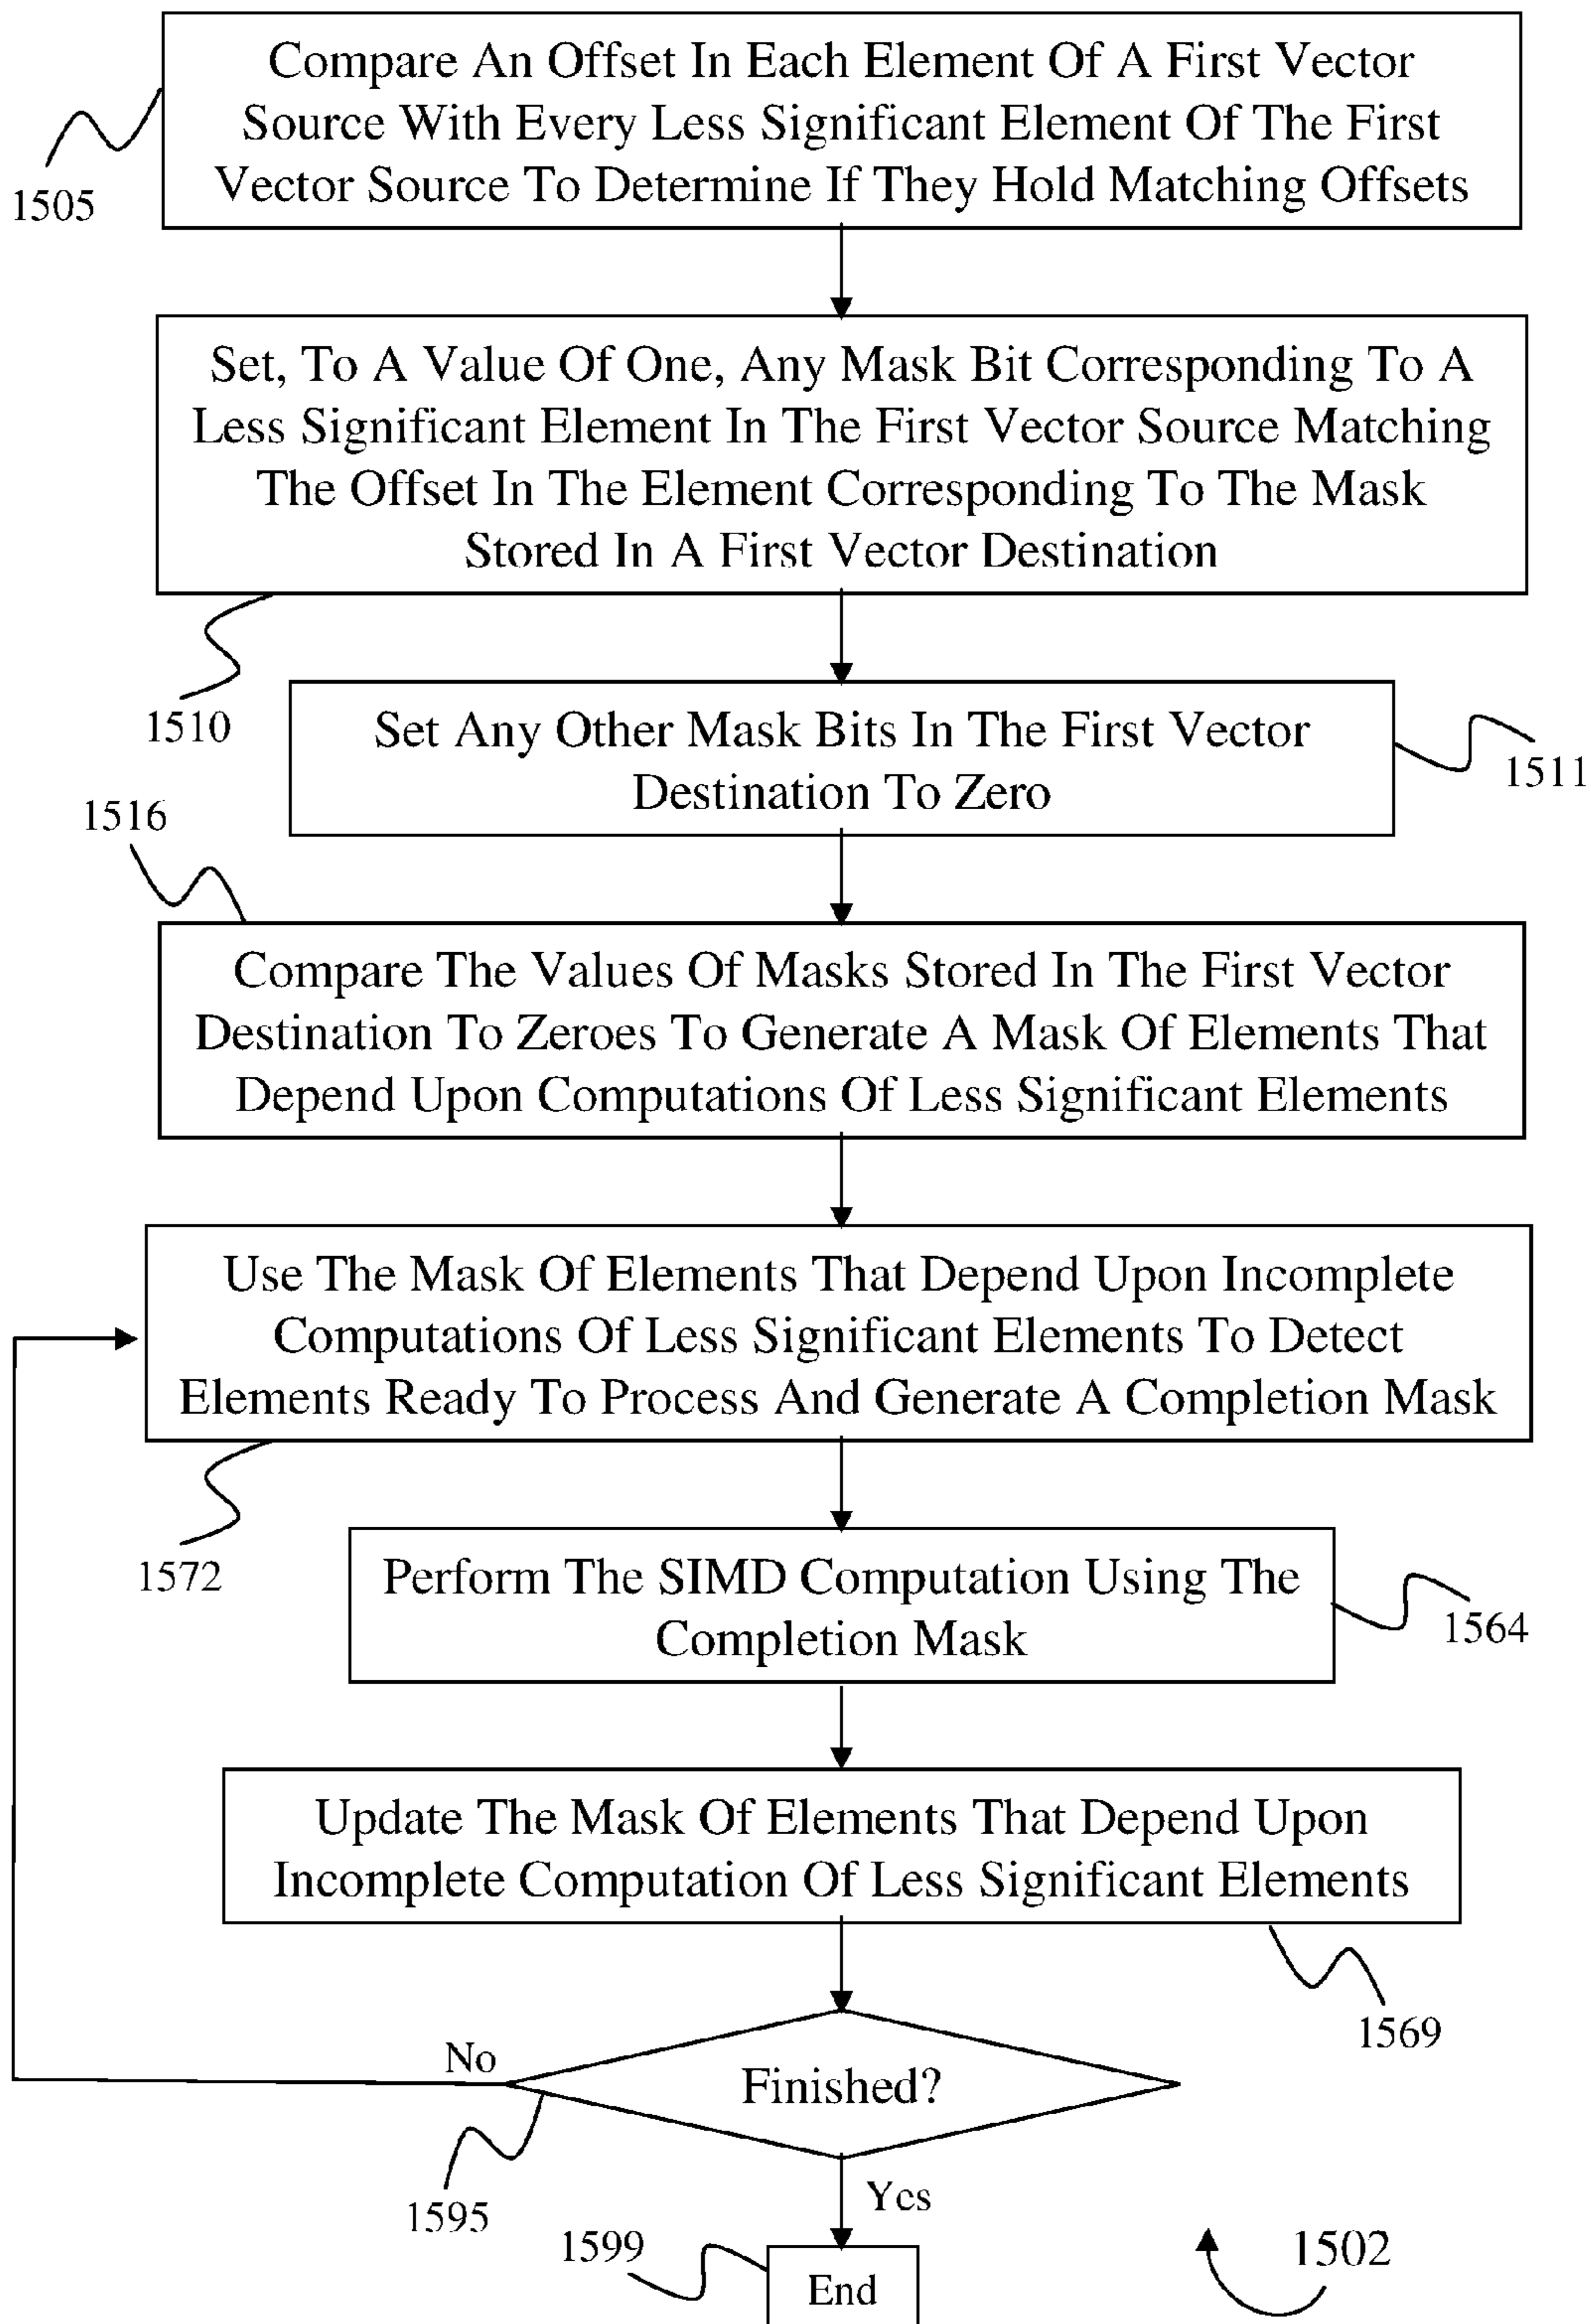 Compare An Offset In Each Element Of A First Vector
Source With Every Less Significant Element Of The First
Vector Source To Determine If They Hold Matching Offsets
1505
Set, To A Value Of One, Any Mask Bit Corresponding To A
Less Significant Element In The First Vector Source Matching
The Offset In The Element Corresponding To The Mask
Stored In A First Vector Destination
1510
Set Any Other Mask Bits In The First Vector
Destination To Zero
1511
1516
Compare The Values Of Masks Stored In The First Vector
Destination To Zeroes To Generate A Mask Of Elements That
Depend Upon Computations Of Less Significant Elements
Use The Mask Of Elements That Depend Upon Incomplete
Computations Of Less Significant Elements To Detect
Elements Ready To Process And Generate A Completion Mask
1572
Perform The SIMD Computation Using The
Completion Mask
1564
Update The Mask Of Elements That Depend Upon
Incomplete Computation Of Less Significant Elements
1569
No
Finished?
1595
Yes
1599
End
1502